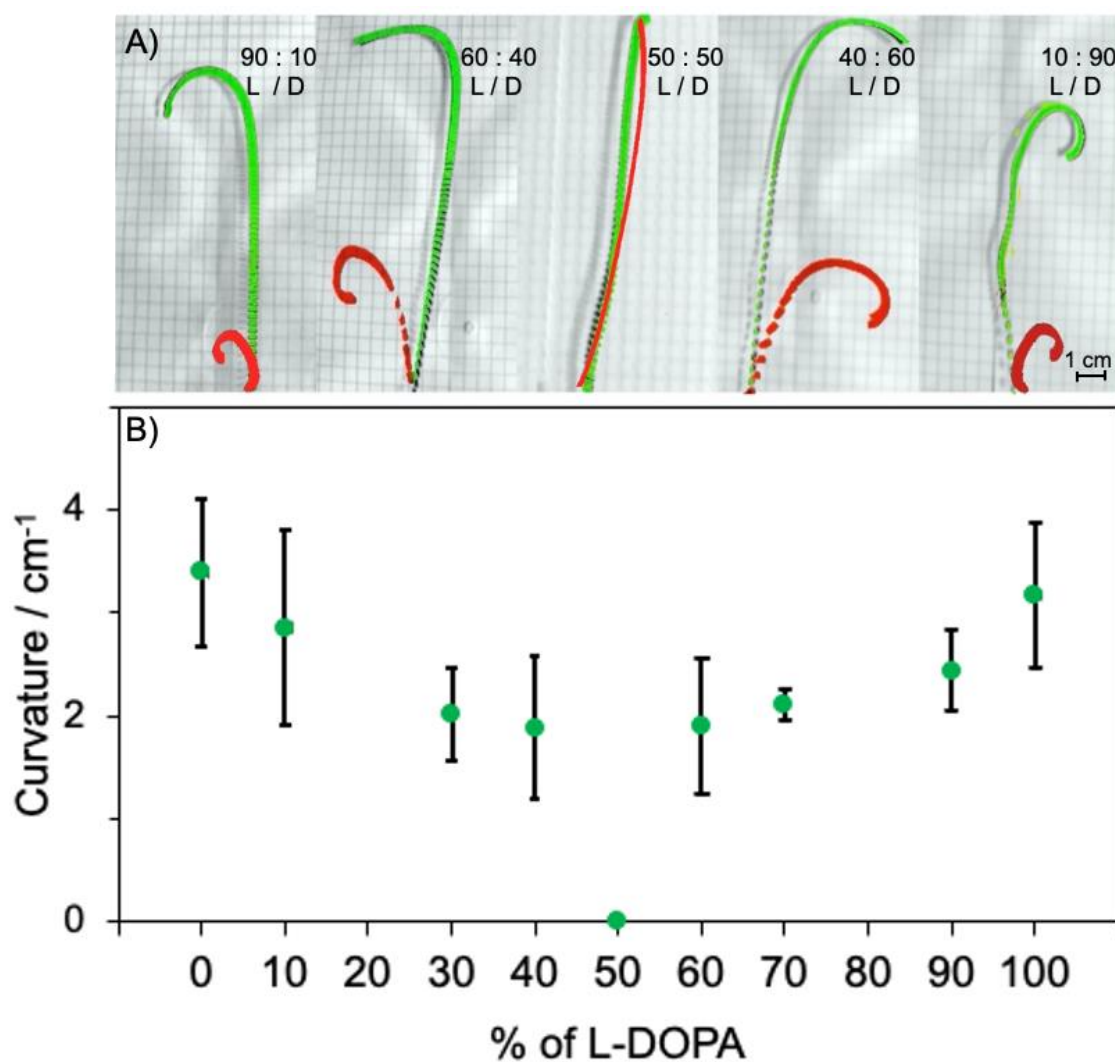 A)
90 : 10
L / D
60 : 40
L / D
50 : 50
L / D
40 : 60
L / D
10 : 90
L / D
1 cm
B)
Curvature / cm⁻¹
4
2
0
0 10 20 30 40 50 60 70 80 90 100
% of L-DOPA